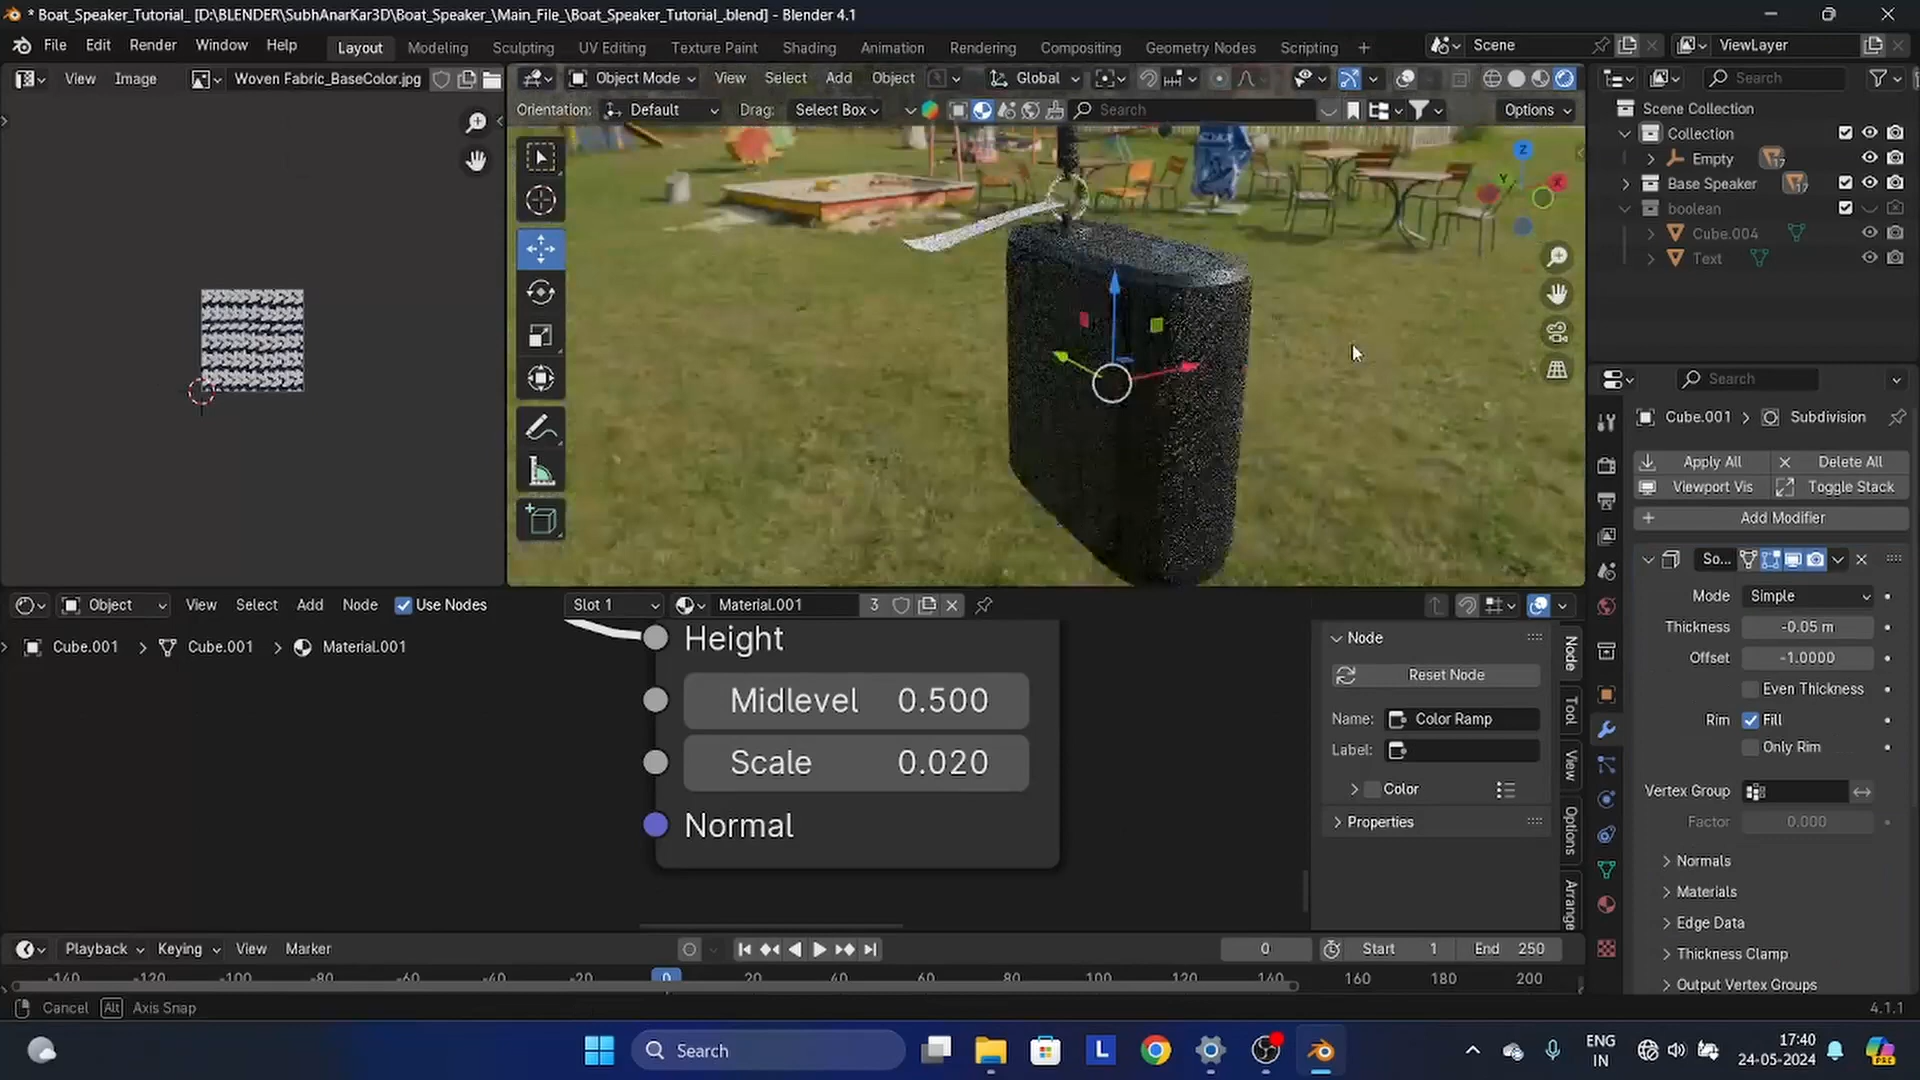 * Boat_Speaker_Tutorial_ [D:\BLENDER\SubhAnarKar3D\Boat_Speaker_\Main_File_\Boat_Speaker_Tutorial_.blend] - Blender 4.1
File Edit Render Window Help
Layout Modeling Sculpting UV Editing Texture Paint Shading Animation Rendering Compositing Geometry Nodes Scripting +
Scene
ViewLayer
View Image
Woven Fabric_BaseColor.jpg
Object Mode View Select Add Object
Global
Search
Orientation: Default Drag: Select Box
Search
Options
Z
Y
X
Scene Collection
Collection
Empty 17
Base Speaker 17
boolean
Cube.004
Text
Search
Cube.001 > Subdivision
Apply All Delete All
Viewport Vis Toggle Stack
Add Modifier
So...
Mode Simple
Thickness -0.05 m
Offset -1.0000
Even Thickness
Rim Fill
Only Rim
Vertex Group
Factor 0.000
Normals
Materials
Edge Data
Thickness Clamp
Output Vertex Groups
Object View Select Add Node Use Nodes
Slot 1
Material.001 3
Cube.001 > Cube.001 > Material.001
Height
Midlevel 0.500
Scale 0.020
Normal
Node
Reset Node
Name: Color Ramp
Label:
Color
Properties
Node
Tool
View
Options
Arrange
Playback Keying View Marker
0
Start 1 End 250
-140 -120 -100 -80 -60 -40 -20 0 20 40 60 80 100 120 140 160 180 200
Cancel Alt Axis Snap
4.1.1
Search
L
ENG
IN
17:40
24-05-2024
PRE